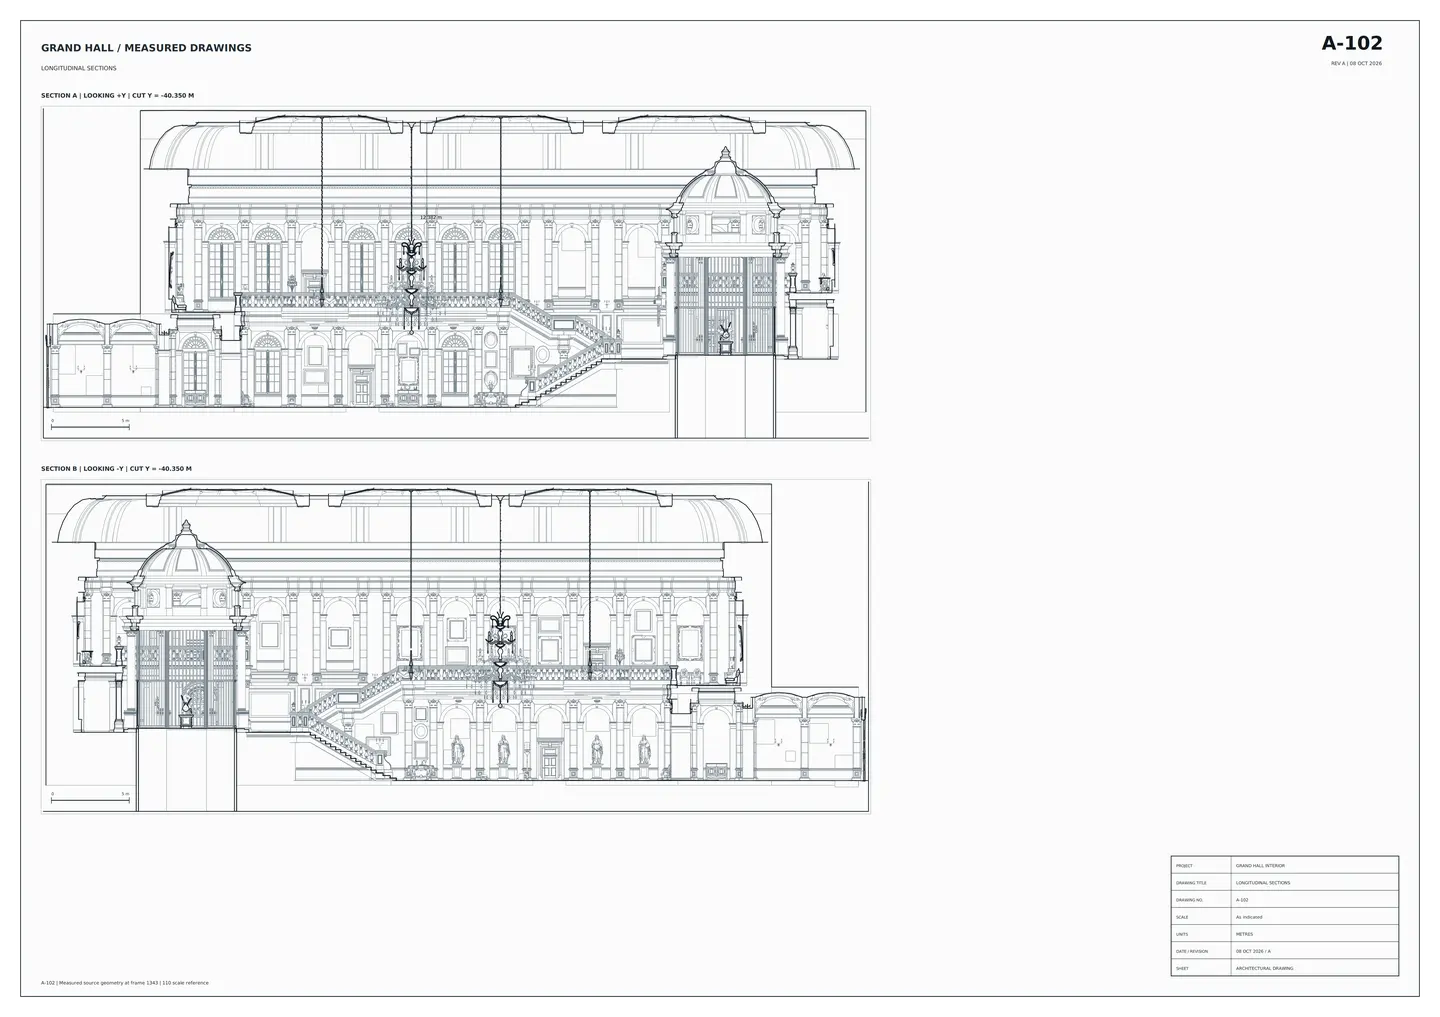 GRAND HALL / MEASURED DRAWINGS
A-102
LONGITUDINAL SECTIONS
REV A | 08 OCT 2026
SECTION A | LOOKING +Y | CUT Y = -40.350 M
0 5 m
SECTION B | LOOKING -Y | CUT Y = -40.350 M
0 5 m
PROJECT GRAND HALL INTERIOR
DRAWING TITLE LONGITUDINAL SECTIONS
DRAWING NO A-102
SCALE As indicated
UNITS METRES
DATE / REVISION 08 OCT 2026 / A
SHEET ARCHITECTURAL DRAWING
A-102 | Measured source geometry at frame 1343 | 110 scale reference